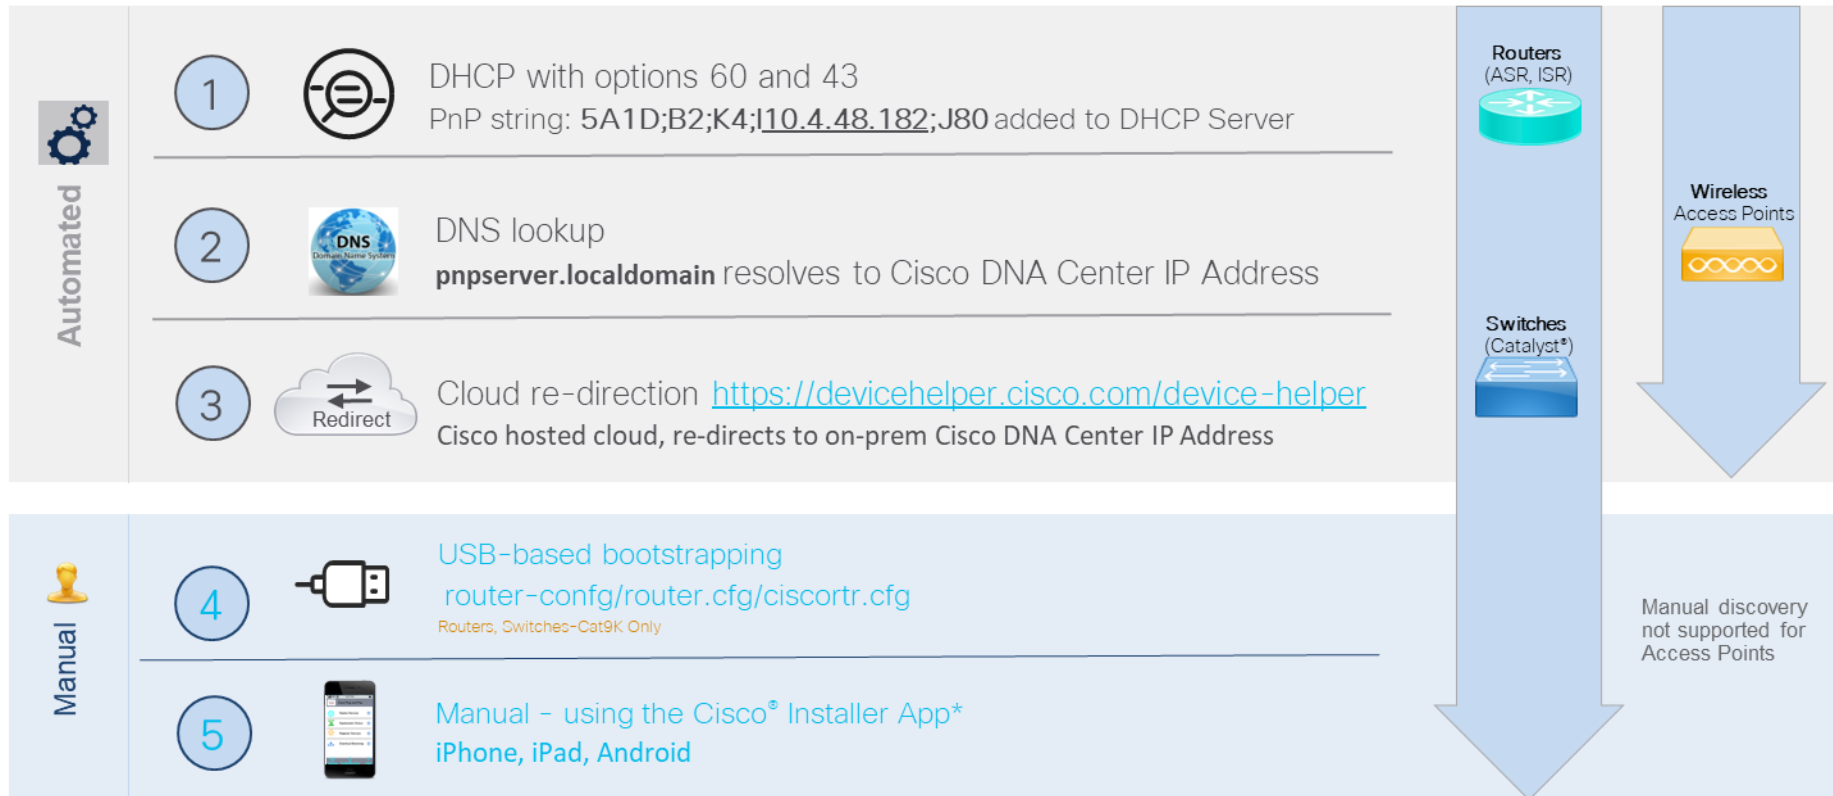 Automated
1
DHCP with options 60 and 43
PnP string: 5A1D;B2;K4;I10.4.48.182;J80 added to DHCP Server
2
DNS
Domain Name System
DNS lookup
pnpserver.localdomain resolves to Cisco DNA Center IP Address
3
Redirect
Cloud re-direction https://devicehelper.cisco.com/device-helper
Cisco hosted cloud, re-directs to on-prem Cisco DNA Center IP Address
Routers
(ASR, ISR)
Switches
(Catalyst®)
Wireless
Access Points
Manual
4
USB-based bootstrapping
router-confg/router.cfg/ciscortr.cfg
Routers, Switches-Cat9K Only
5
Manual - using the Cisco® Installer App*
iPhone, iPad, Android
Manual discovery
not supported for
Access Points